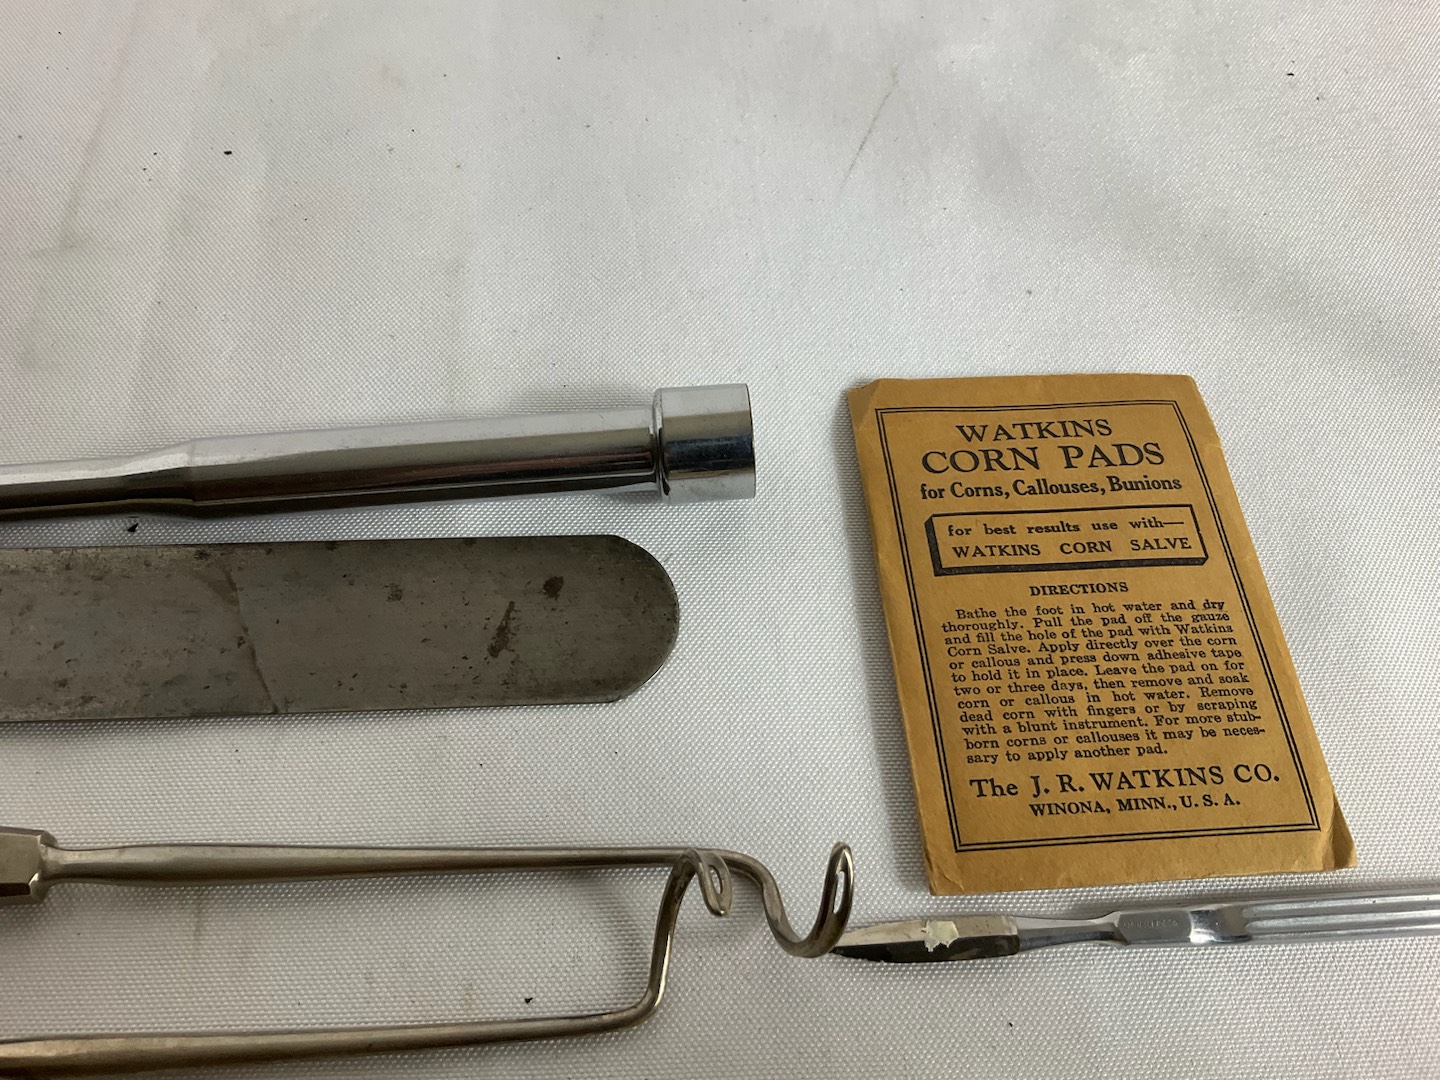 WATKINS
CORN PADS
for Corns, Callouses, Bunions
for best results use with—
WATKINS CORN SALVE
DIRECTIONS
Bathe the foot in hot water and dry
thoroughly. Pull the pad off the gauze
and fill the hole of the pad with Watkins
Corn Salve. Apply directly over the corn
or callous and press down adhesive tape
to hold it in place. Leave the pad on for
two or three days, then remove and soak
corn or callous in hot water. Remove
dead corn with fingers or by scraping
with a blunt instrument. For more stub-
born corns or callouses it may be neces-
sary to apply another pad.
The J. R. WATKINS CO.
WINONA, MINN., U. S. A.